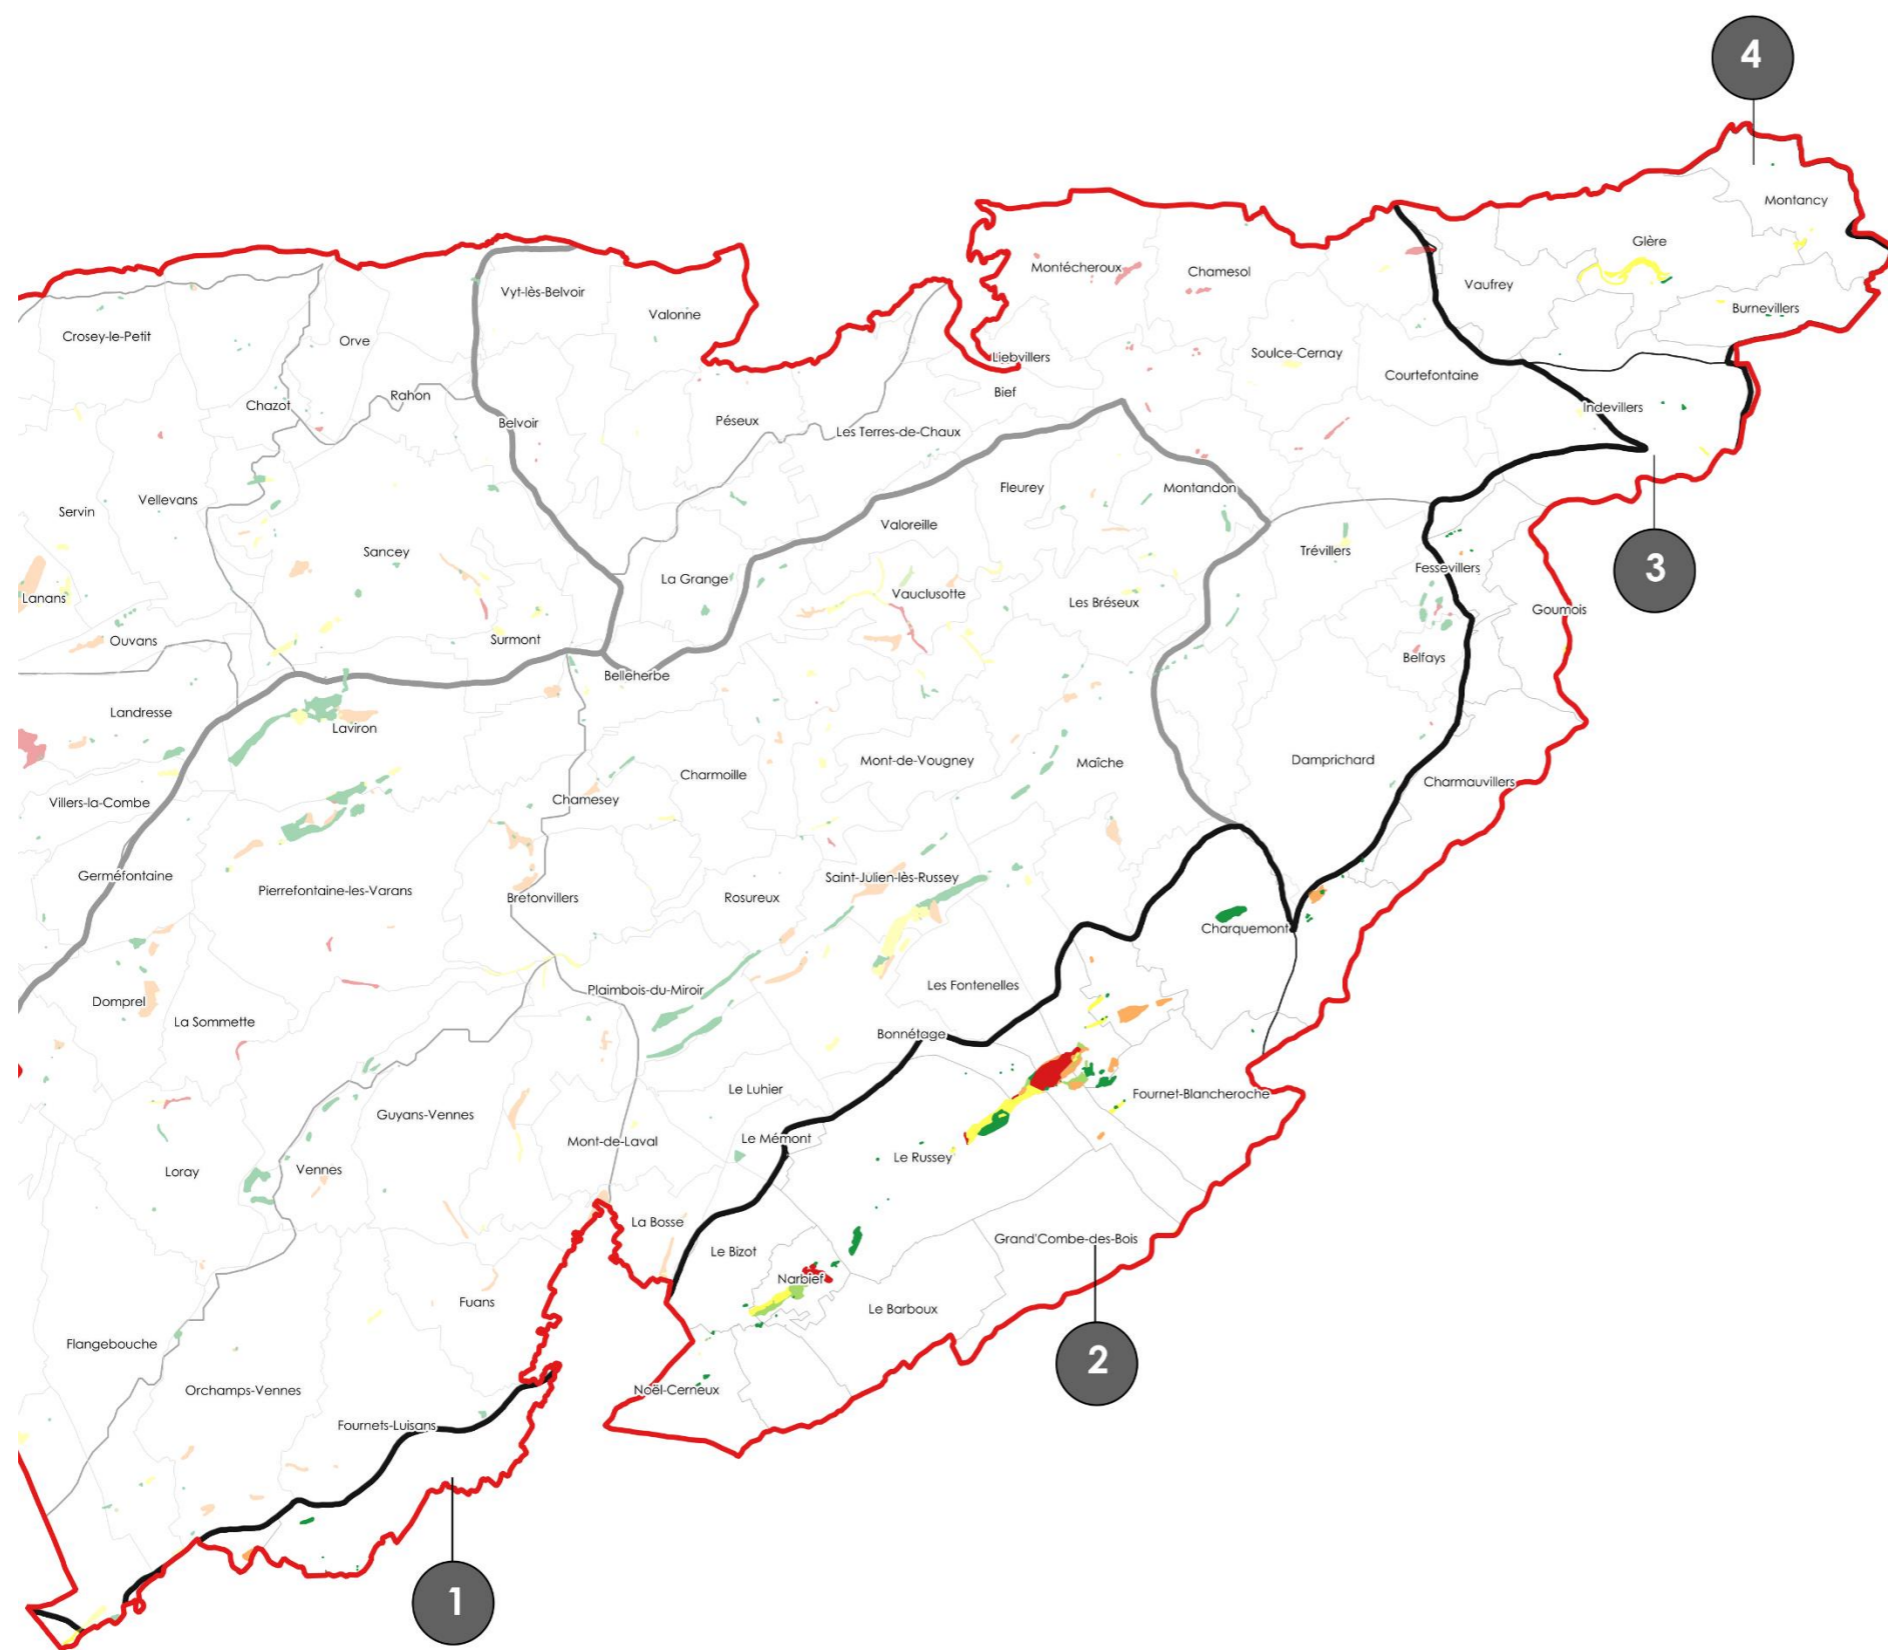 4
Montancy
Glère
Montécheroux
Chamesol
Vaufrey
Vyt-lès-Belvoir
Valonne
Burnevillers
Crosey-le-Petit
Orve
Liebvillers
Soulce-Cernay
Courtefontaine
Bief
Rahon
Chazot
Indevillers
Belvoir
Péseux
Les Terres-de-Chaux
Fleurey
Montandon
Vellevans
Servin
Valoreille
Sancey
Trévillers
Fessevillers
3
La Grange
Vauclusotte
Les Bréseux
Lanans
Goumois
Ouvans
Surmont
Belfays
Belleherbe
Landresse
Laviron
Mont-de-Vougney
Maîche
Damprichard
Charmoille
Charmauvillers
Villers-la-Combe
Chamesey
Germéfontaine
Saint-Julien-lès-Russey
Pierrefontaine-les-Varans
Bretonvillers
Rosureux
Charquemont
Les Fontenelles
Plaimbois-du-Miroir
Domprel
La Sommette
Bonnétage
Le Luhier
Fournet-Blancheroche
Guyans-Vennes
Le Mémont
Mont-de-Laval
Le Russey
Loray
Vennes
La Bosse
Grand'Combe-des-Bois
Le Bizot
Narbief
Fuans
Le Barboux
Flangebouche
2
Orchamps-Vennes
Noël-Cerneux
Fournets-Luisans
1